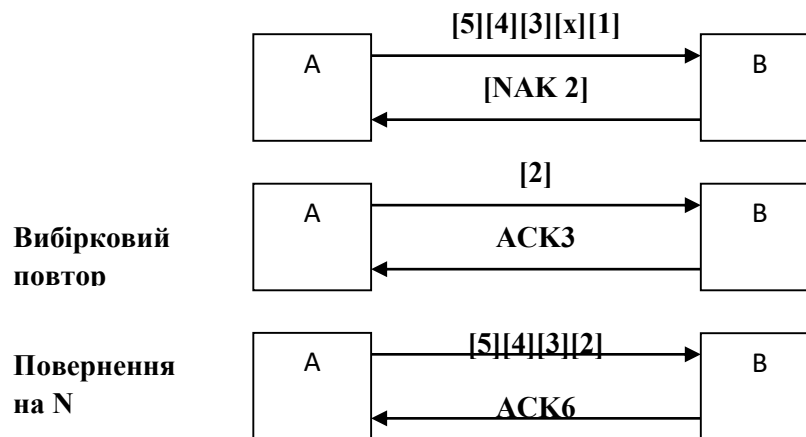 [5][4][3][x][1]
A
B
[NAK 2]
[2]
A
B
Вибірковий
повтор
ACK3
[5][4][3][2]
A
B
Повернення
на N
ACK6